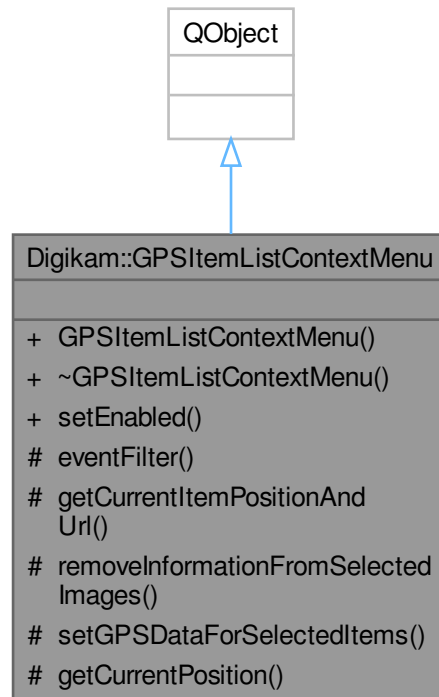 QObject
Digikam::GPSItemListContextMenu
+ GPSItemListContextMenu()
+ ~GPSItemListContextMenu()
+ setEnabled()
# eventFilter()
# getCurrentItemPositionAnd
Url()
# removeInformationFromSelected
Images()
# setGPSDataForSelectedItems()
# getCurrentPosition()